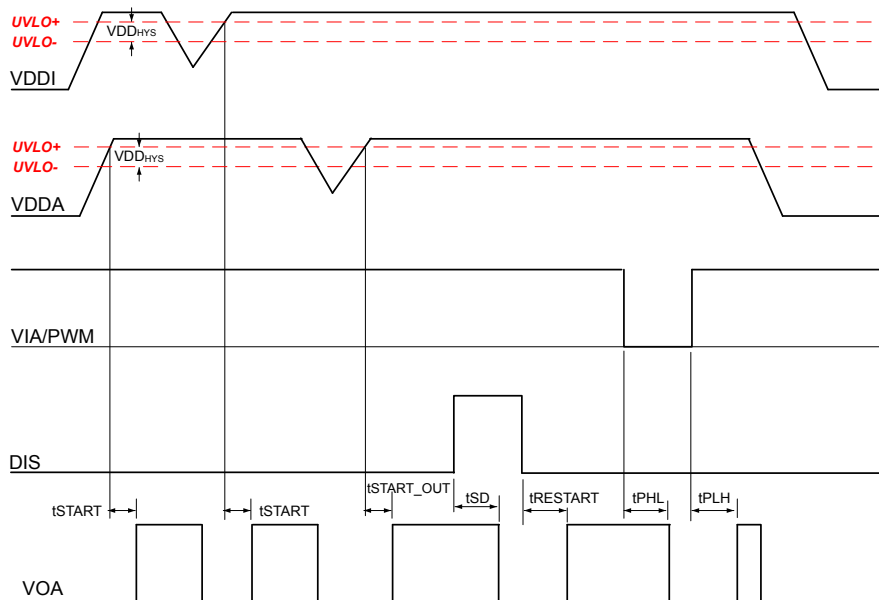 UVLO+
VDDHYS
UVLO-
VDDI
UVLO+
VDDHYS
UVLO-
VDDA
VIA/PWM
DIS
tSTART
tSTART
tSTART_OUT
tSD
tRESTART
tPHL
tPLH
VOA